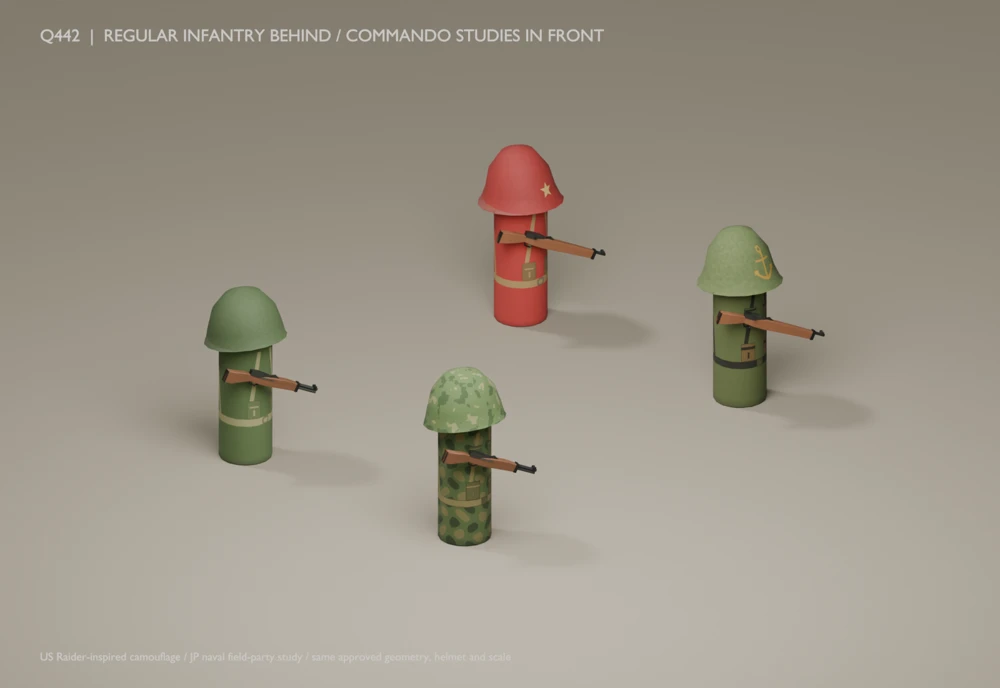 Q442 | REGULAR INFANTRY BEHIND / COMMANDO STUDIES IN FRONT
US Raider-inspired camouflage / JP naval field-party study / same approved geometry, helmet and scale